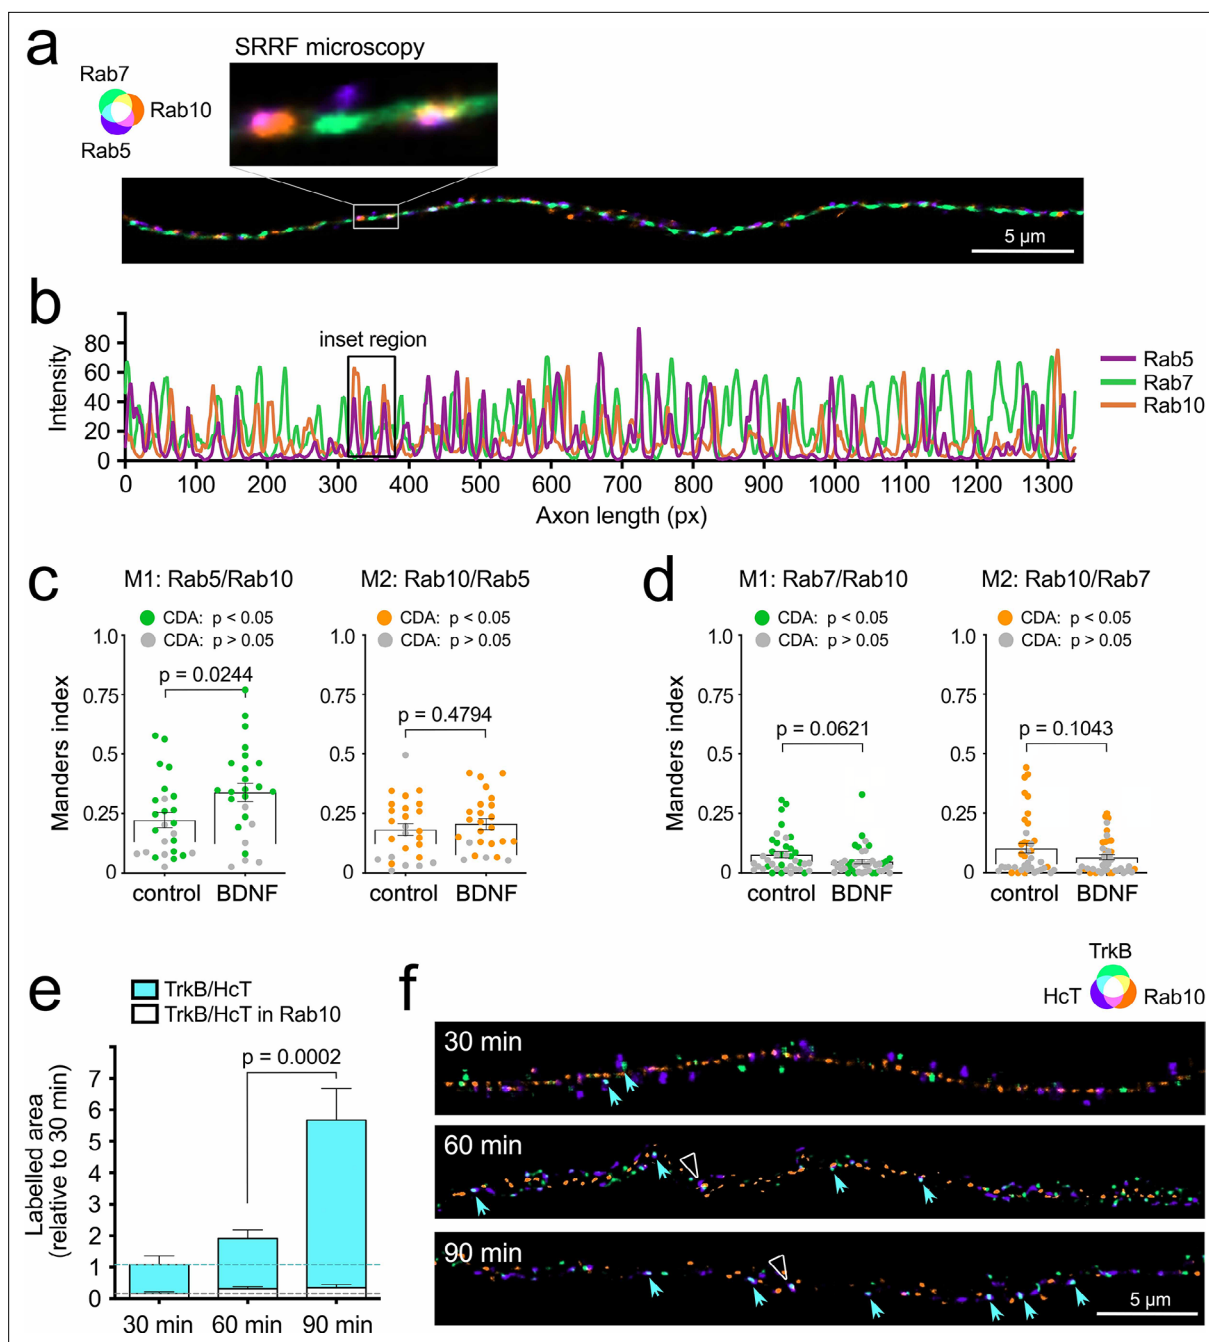 a
SRRF microscopy
Rab7
Rab10
Rab5
5 µm
b
Intensity
80
60
40
20
0
inset region
Rab5
Rab7
Rab10
0 100 200 300 400 500 600 700 800 900 1000 1100 1200 1300
Axon length (px)
c
M1: Rab5/Rab10
CDA: p < 0.05
CDA: p > 0.05
Manders index
1.0
0.75
0.5
0.25
0
p = 0.0244
control BDNF
M2: Rab10/Rab5
CDA: p < 0.05
CDA: p > 0.05
1.0
0.75
0.5
0.25
0
p = 0.4794
control BDNF
d
M1: Rab7/Rab10
CDA: p < 0.05
CDA: p > 0.05
Manders index
1.0
0.75
0.5
0.25
0
p = 0.0621
control BDNF
M2: Rab10/Rab7
CDA: p < 0.05
CDA: p > 0.05
1.0
0.75
0.5
0.25
0
p = 0.1043
control BDNF
e
TrkB/HcT
TrkB/HcT in Rab10
Labelled area
(relative to 30 min)
7
6
5
4
3
2
1
0
p = 0.0002
30 min 60 min 90 min
f
TrkB
HcT
Rab10
30 min
60 min
90 min
5 µm